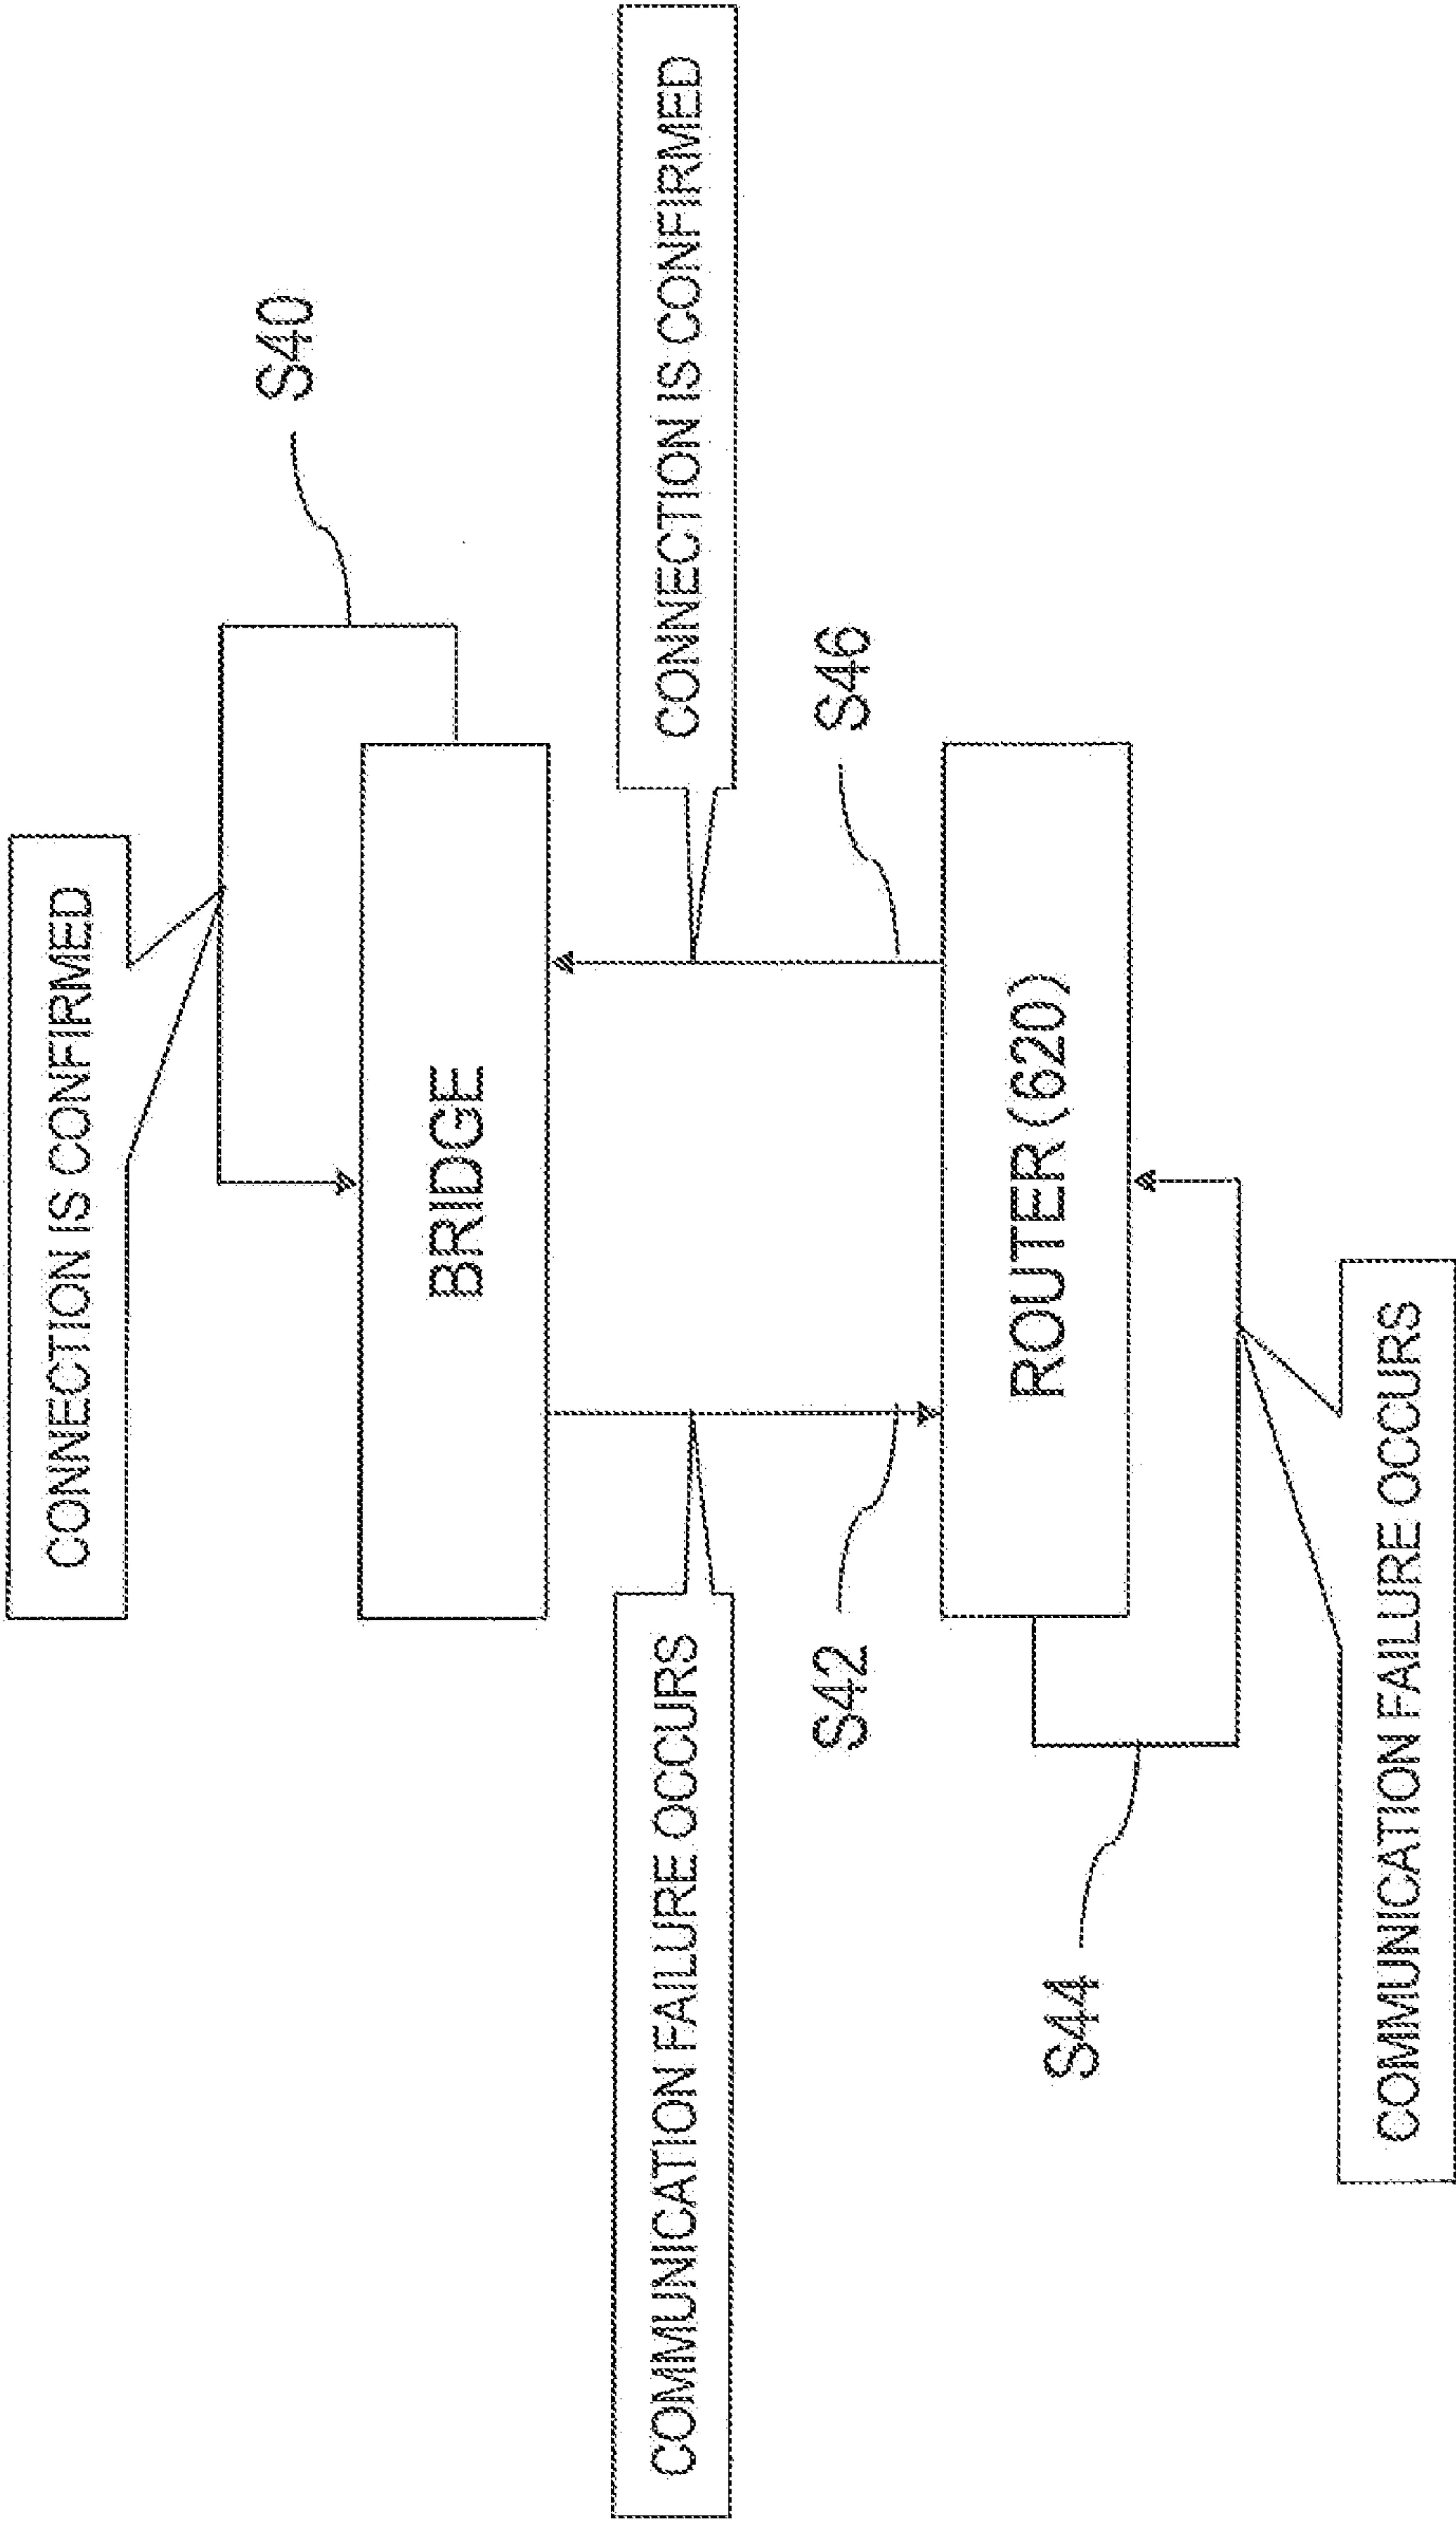 CONNECTION IS CONFIRMED
S40
BRIDGE
COMMUNICATION FAILURE OCCURS
CONNECTION IS CONFIRMED
S42
S46
ROUTER(620)
S44
COMMUNICATION FAILURE OCCURS